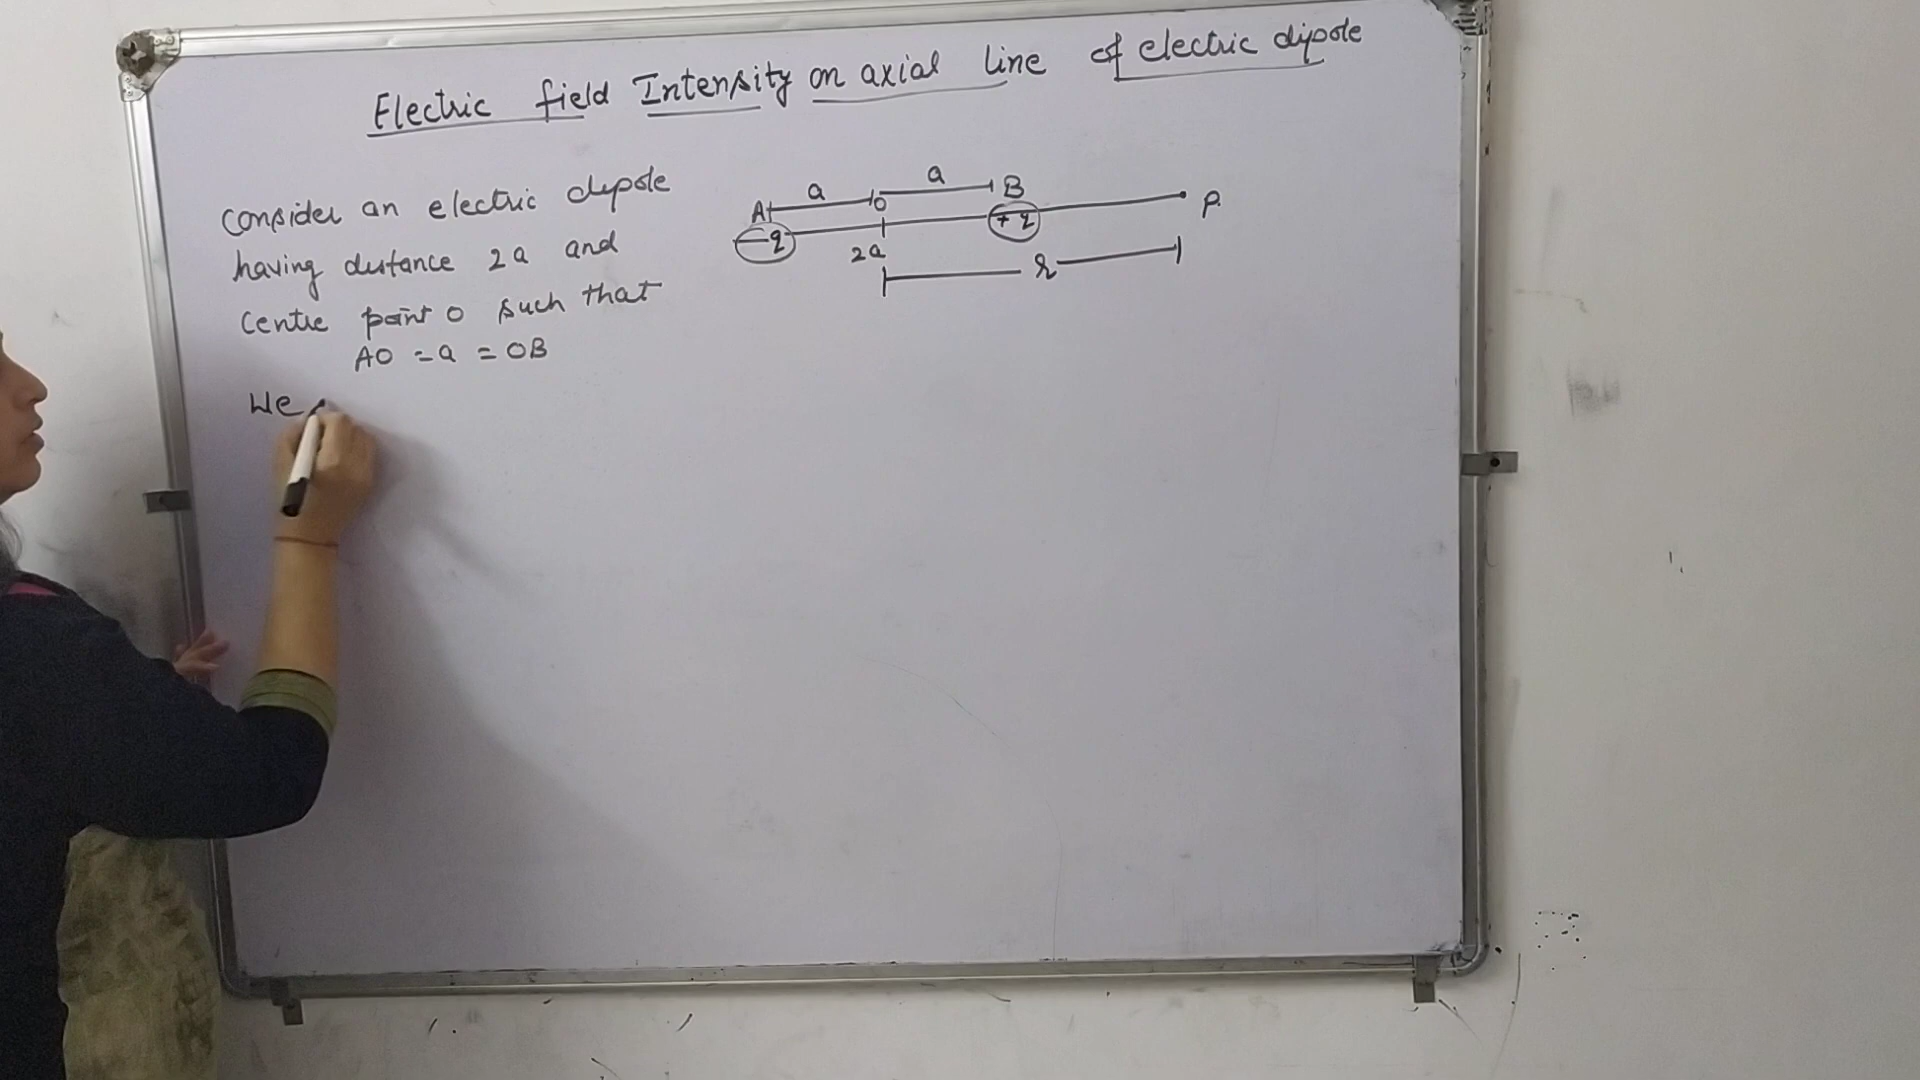 Electric field Intensity on axial line of electric dipole
Consider an electric dipole
having distance 2a and
centre point O such that
AO = a = OB
We
a a
A O B P.
-q +q
2a
r